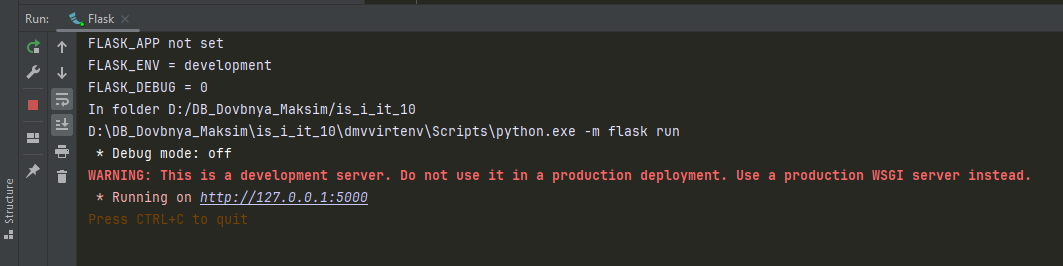 Run: Flask
FLASK_APP not set
FLASK_ENV = development
FLASK_DEBUG = 0
In folder D:/DB_Dovbnya_Maksim/is_i_it_10
D:\DB_Dovbnya_Maksim\is_i_it_10\dmvvirtenv\Scripts\python.exe -m flask run
* Debug mode: off
WARNING: This is a development server. Do not use it in a production deployment. Use a production WSGI server instead.
* Running on http://127.0.0.1:5000
Press CTRL+C to quit
Structure